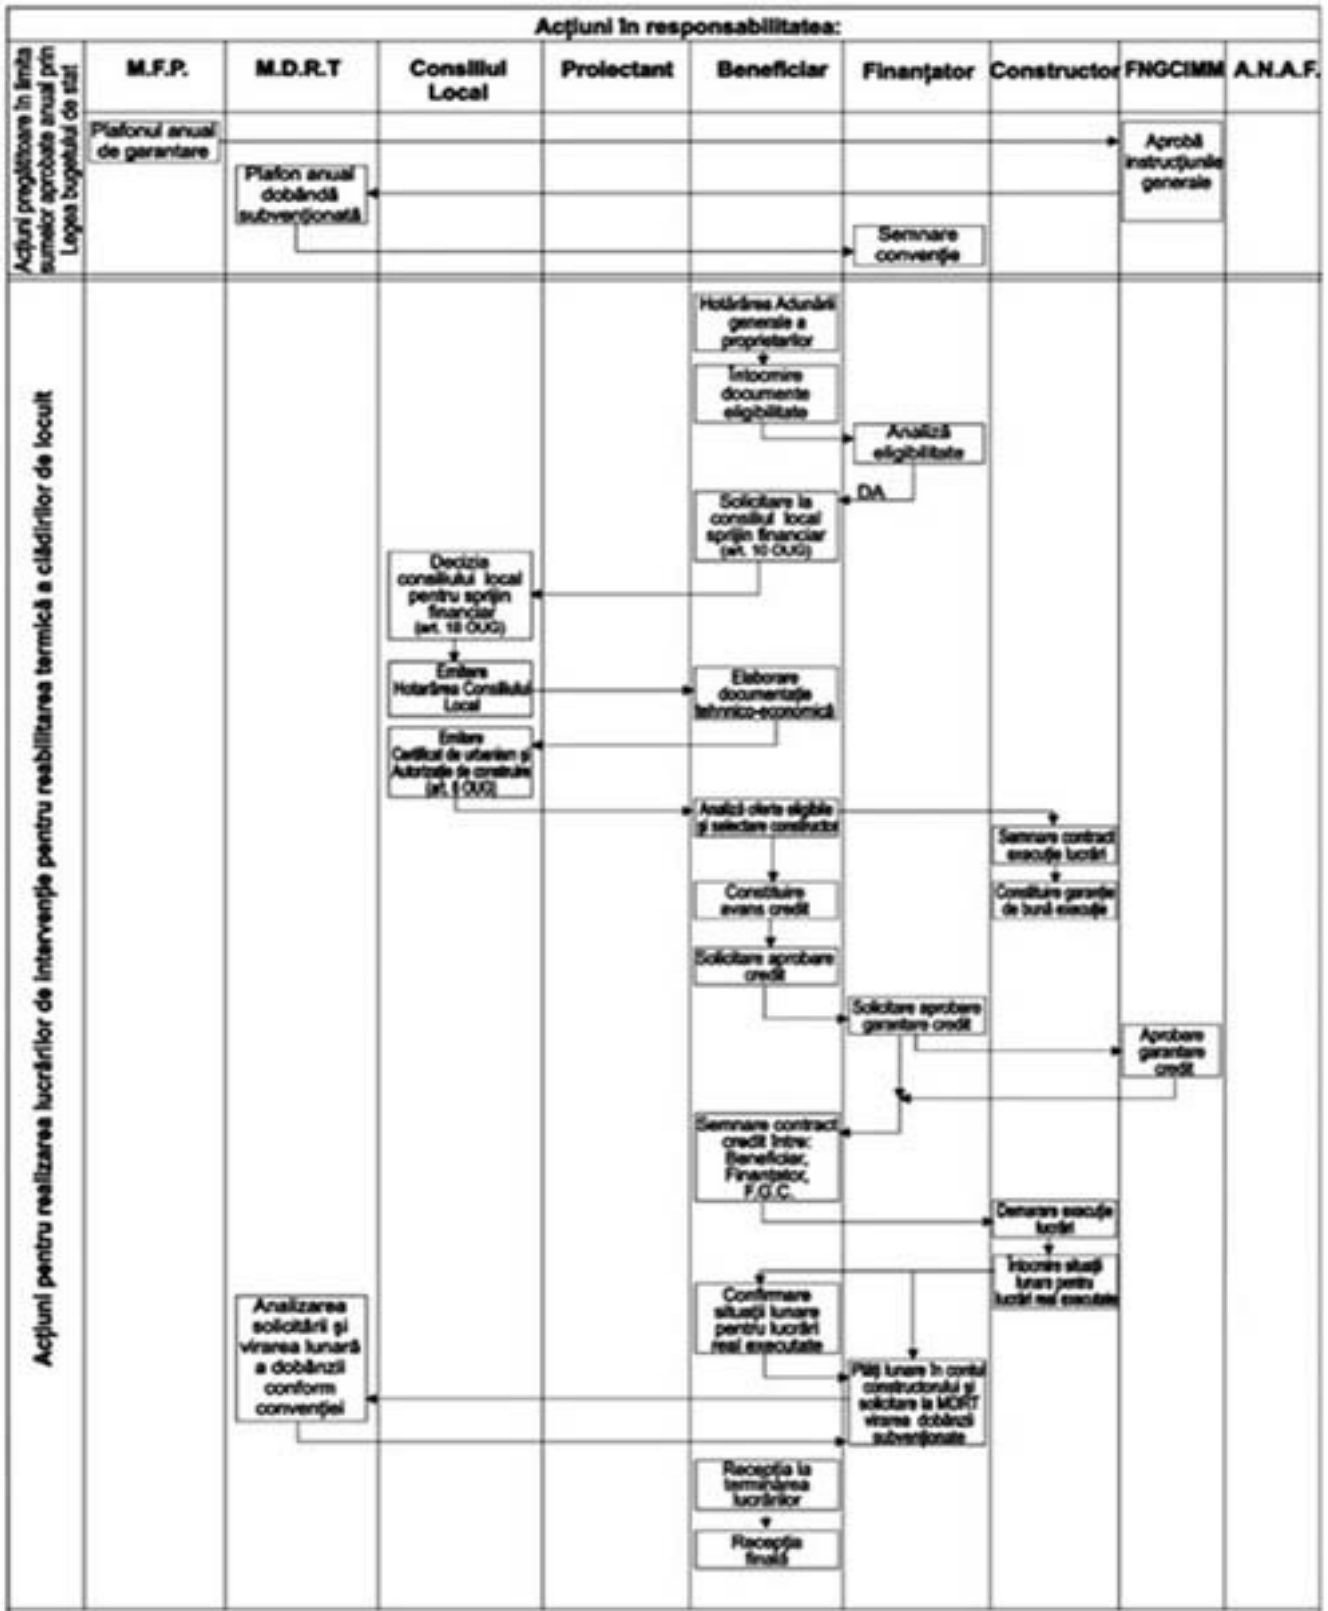 Acțiuni în responsabilitatea:
Acțiuni pregătitoare în limita
sumelor aprobate anual prin
Legea bugetului de stat
M.F.P.
M.D.R.T
Consiliul
Local
Proiectant
Beneficiar
Finanțator
Constructor
FNGCIMM
A.N.A.F.
Plafonul anual
de garantare
Aprobă
instrucțiunile
generale
Plafon anual
dobândă
subvenționată
Semnare
convenție
Acțiuni pentru realizarea lucrărilor de intervenție pentru reabilitarea termică a clădirilor de locuit
Hotărârea Adunării
generale a
proprietarilor
Întocmire
documente
eligibilitate
Analiză
eligibilitate
DA
Solicitare la
consiliul local
sprijin financiar
(art. 10 OUG)
Decizia
consiliului local
pentru sprijin
financiar
(art. 18 OUG)
Emitere
Hotărârea Consiliului
Local
Elaborare
documentație
tehnico-economică
Emitere
Certificat de urbanism și
Autorizație de construire
(art. OUG)
Analiză oferte eligibile
și selectare constructor
Semnare contract
execuție lucrări
Constituire
avans credit
Constituire garanție
de bună execuție
Solicitare aprobare
credit
Solicitare aprobare
garantare credit
Aprobare
garantare
credit
Semnare contract
credit între:
Beneficiar,
Finanțator,
F.G.C.
Demarare execuție
lucrări
Întocmire situații
lunare pentru
lucrări real executate
Confirmare
situații lunare
pentru lucrări
real executate
Analizarea
solicitării și
virarea lunară
a dobânzii
conform
convenției
Plăți lunare în contul
constructorului și
solicitare la MDRT
virarea dobânzii
subvenționate
Recepția la
terminarea
lucrărilor
Recepția
finală